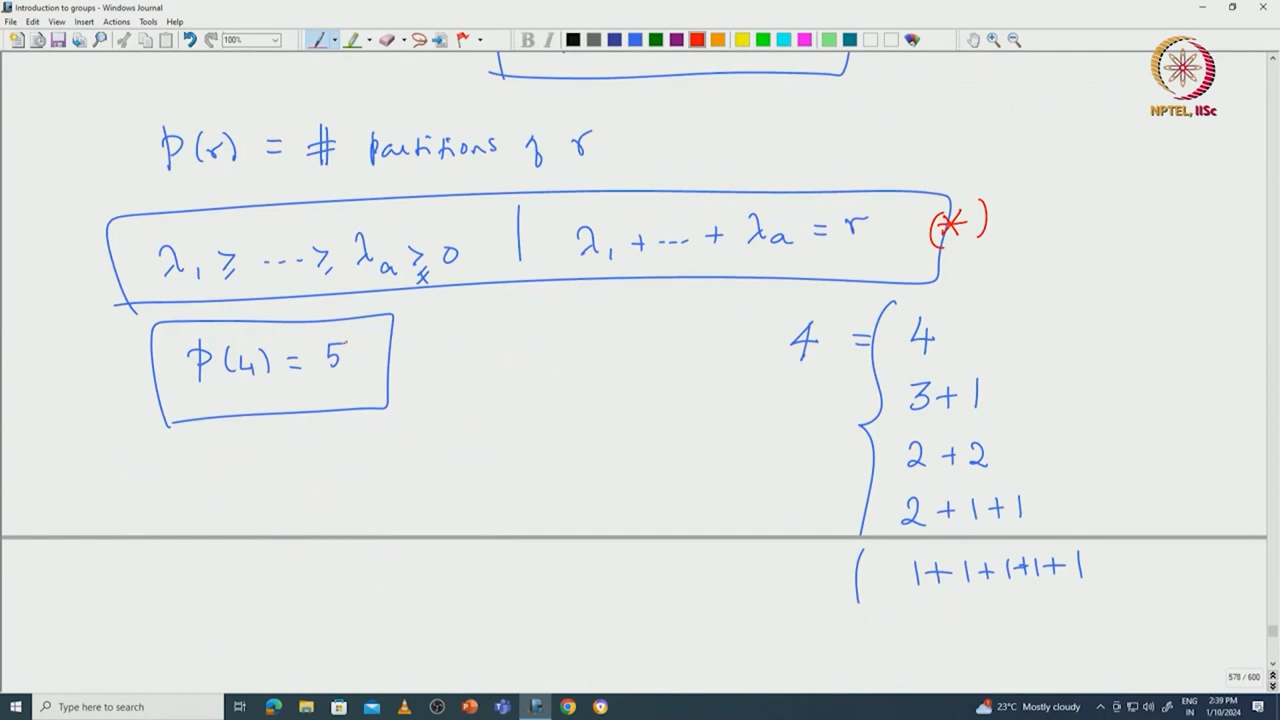 Introduction to groups - Windows Journal
File Edit View Insert Actions Tools Help
100%
B I
NPTEL, IISc
p(r) = # partitions of r
λ₁ ≥ ... ≥ λₐ ≩ 0 | λ₁ + ... + λₐ = r (*)
p(4) = 5
4 = 4
3 + 1
2 + 2
2 + 1 + 1
1 + 1 + 1 + 1 + 1
578 / 600
Type here to search
23°C Mostly cloudy
ENG
IN
2:39 PM
1/10/2024